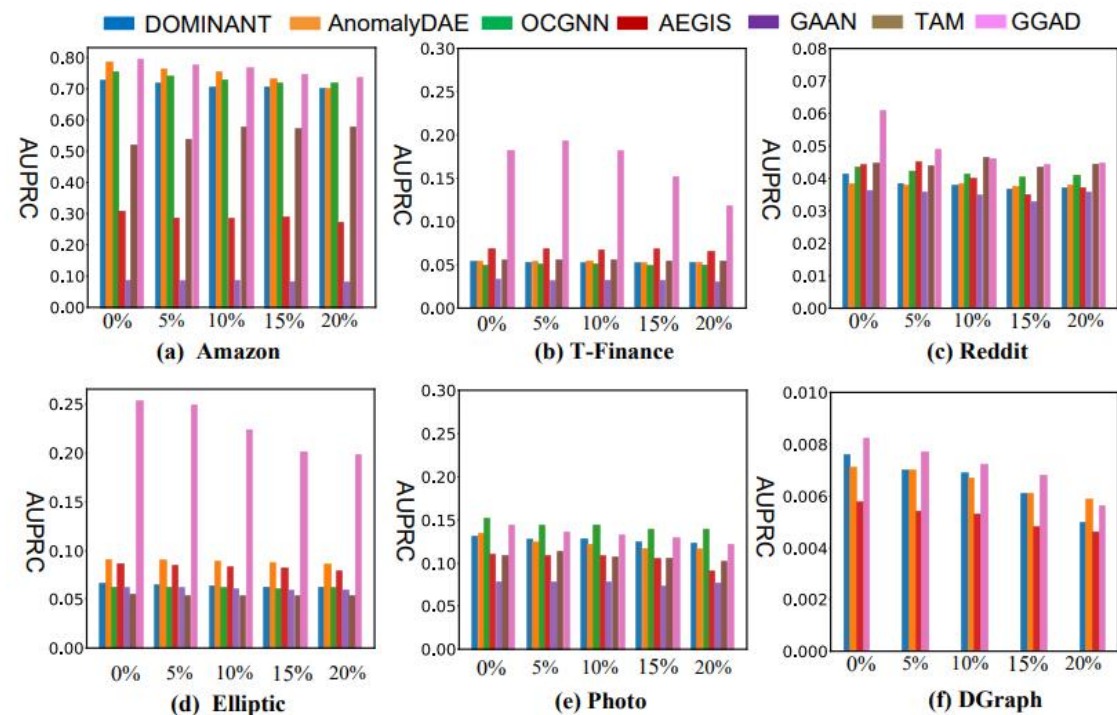 DOMINANT AnomalyDAE OCGNN AEGIS GAAN TAM GGAD
AUPRC
0.80
0.70
0.60
0.50
0.40
0.30
0.20
0.10
0.00
0% 5% 10% 15% 20%
(a) Amazon
AUPRC
0.30
0.25
0.20
0.15
0.10
0.05
0.00
0% 5% 10% 15% 20%
(b) T-Finance
AUPRC
0.08
0.07
0.06
0.05
0.04
0.03
0.02
0.01
0.00
0% 5% 10% 15% 20%
(c) Reddit
AUPRC
0.25
0.20
0.15
0.10
0.05
0.00
0% 5% 10% 15% 20%
(d) Elliptic
AUPRC
0.30
0.25
0.20
0.15
0.10
0.05
0.00
0% 5% 10% 15% 20%
(e) Photo
AUPRC
0.010
0.008
0.006
0.004
0.002
0.000
0% 5% 10% 15% 20%
(f) DGraph